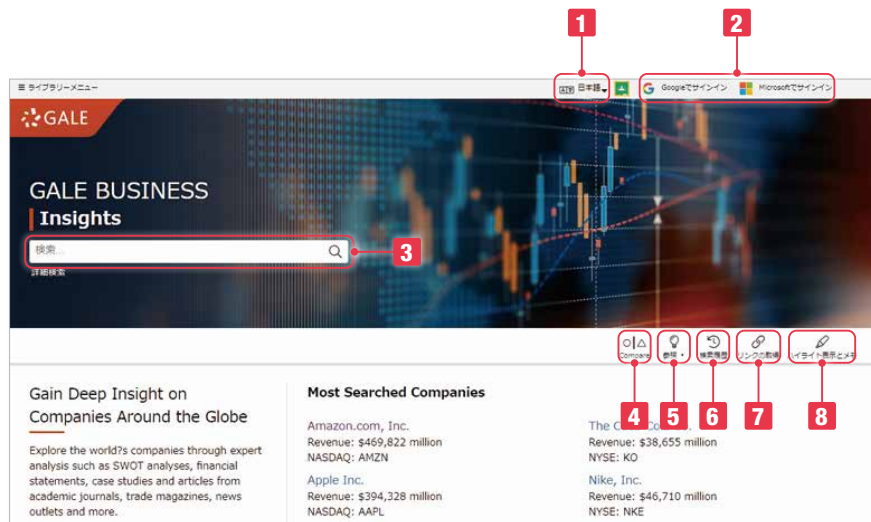 1
2
ライブラリーメニュー
日本語
Googleでサインイン
Microsoftでサインイン
GALE
GALE BUSINESS
Insights
検索...
3
詳細検索
Compare
参照
検索履歴
リンクの取得
ハイライト表示とメモ
4
5
6
7
8
Gain Deep Insight on
Companies Around the Globe
Explore the world?s companies through expert
analysis such as SWOT analyses, financial
statements, case studies and articles from
academic journals, trade magazines, news
outlets and more.
Most Searched Companies
Amazon.com, Inc.
Revenue: $469,822 million
NASDAQ: AMZN
Apple Inc.
Revenue: $394,328 million
NASDAQ: AAPL
The
Revenue: $38,655 million
NYSE: KO
Nike, Inc.
Revenue: $46,710 million
NYSE: NKE